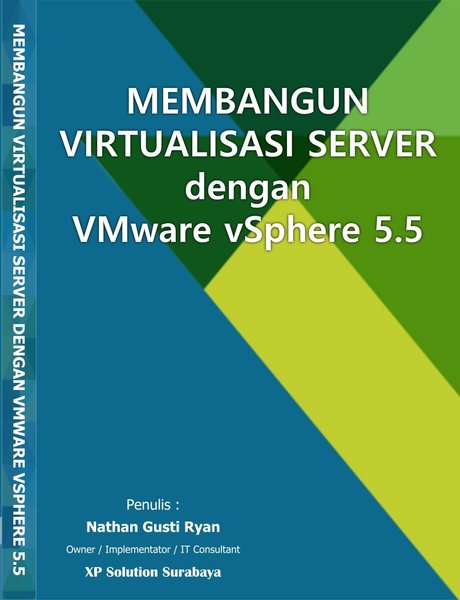 MEMBANGUN VIRTUALISASI SERVER DENGAN VMWARE VSPHERE 5.5
MEMBANGUN
VIRTUALISASI SERVER
dengan
VMware vSphere 5.5
Penulis :
Nathan Gusti Ryan
Owner / Implementator / IT Consultant
XP Solution Surabaya